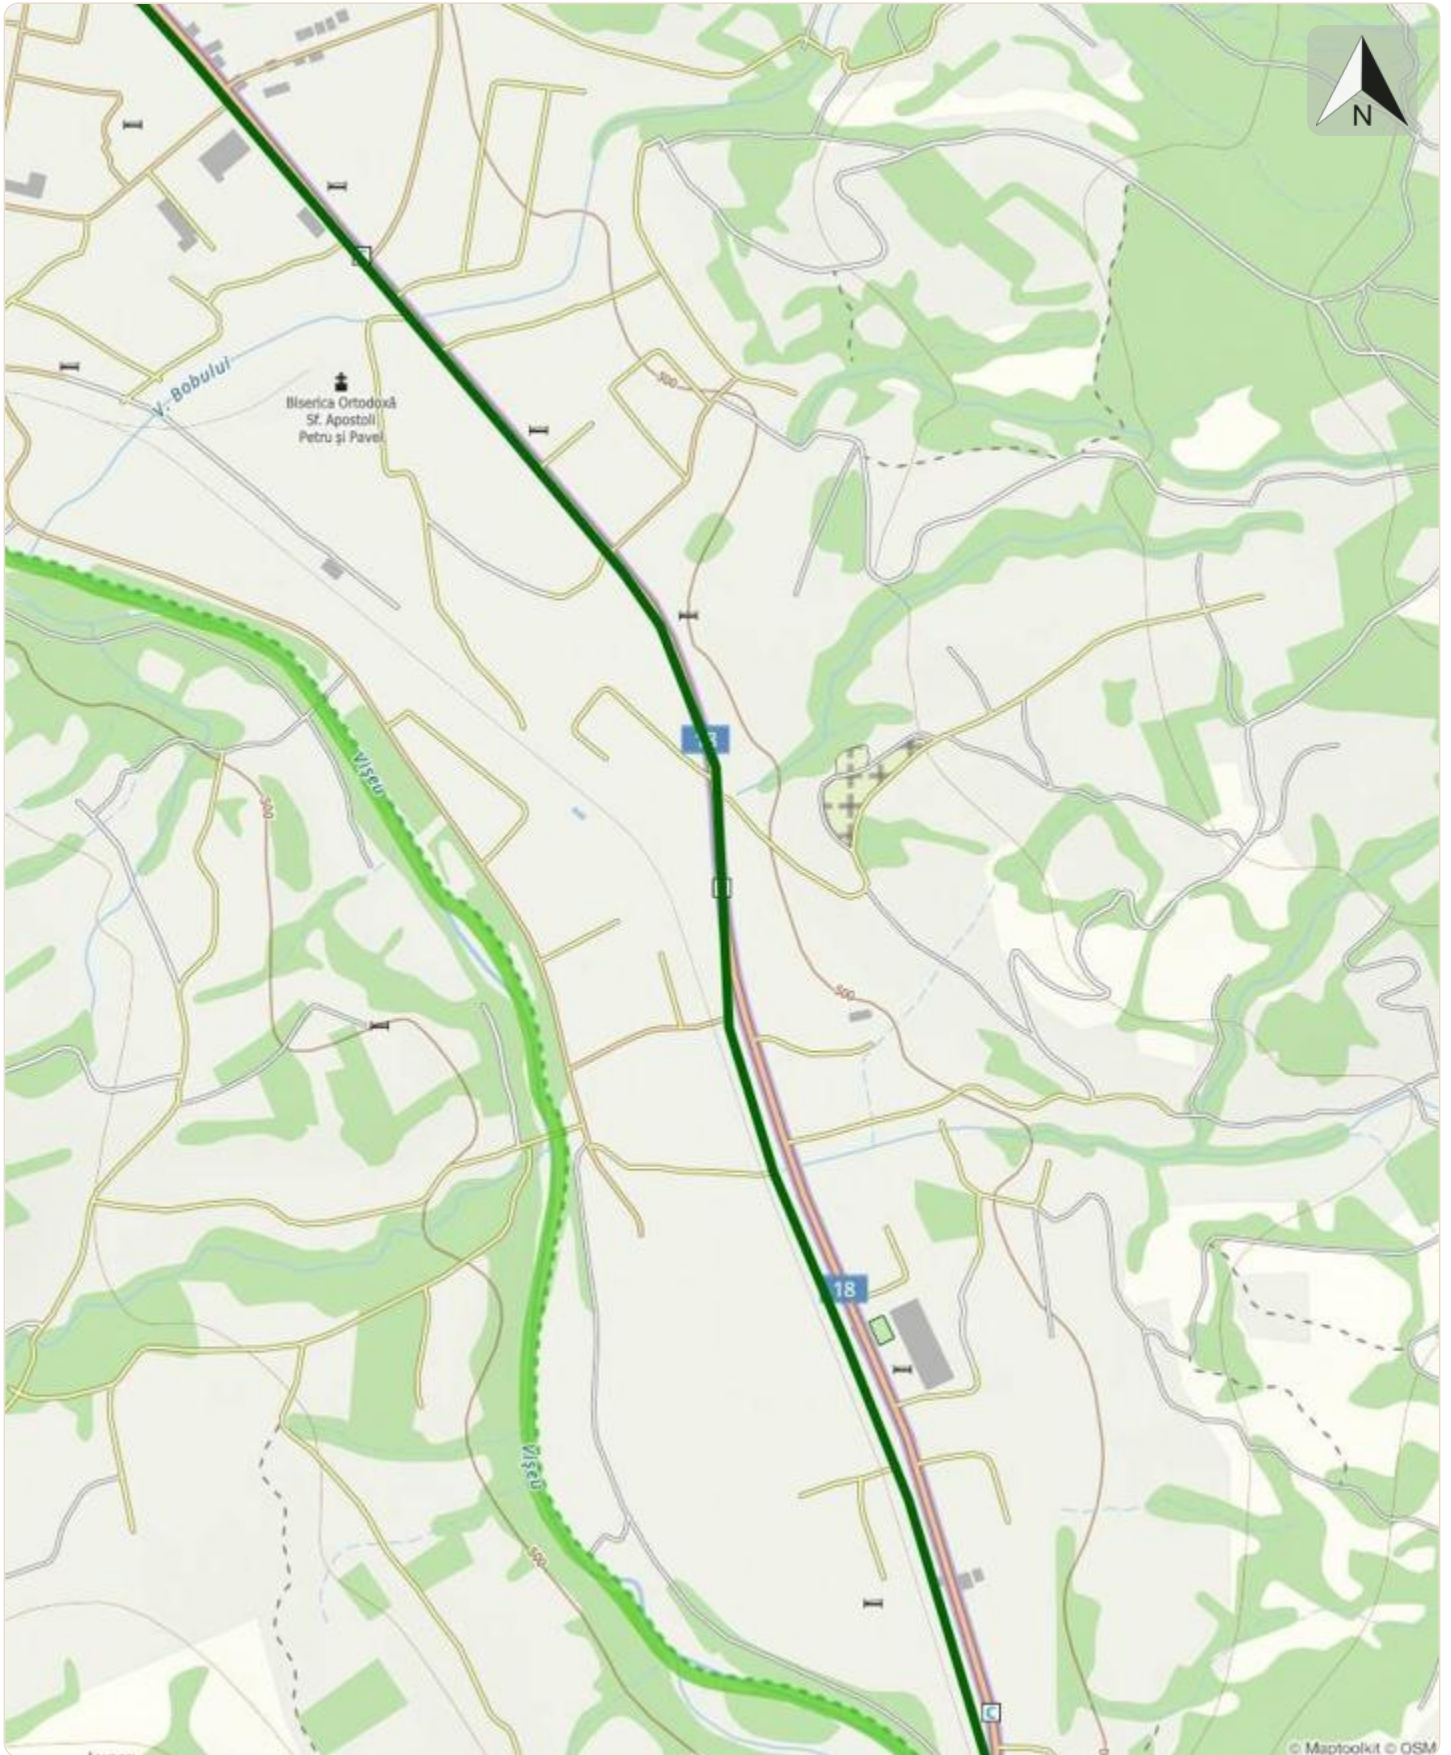 N
V. Bobului
Biserica Ortodoxă
Sf. Apostoli
Petru și Pavel
500
Vișeu
500
500
18
Vișeu
500
© Maptoolkit © OSM